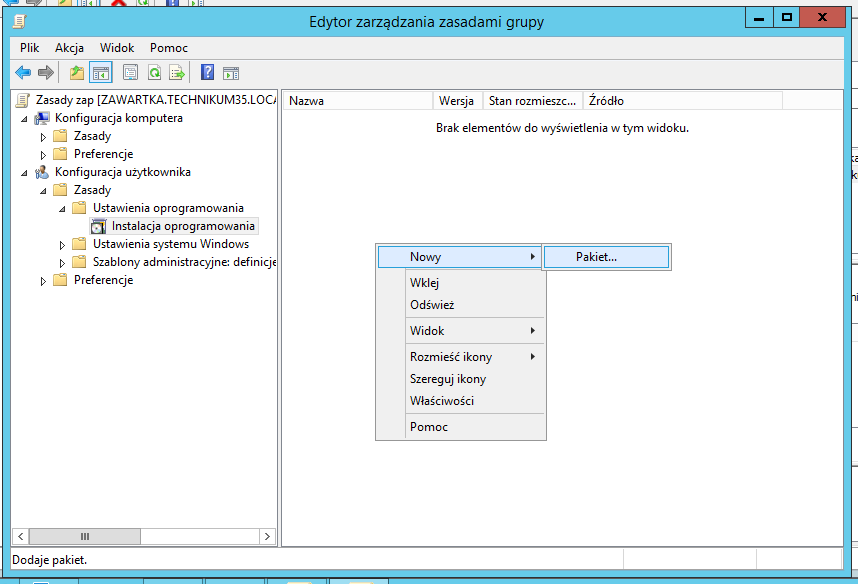 Edytor zarządzania zasadami grupy
Plik Akcja Widok Pomoc
Zasady zap [ZAWARTKA.TECHNIKUM35.LOCA
Konfiguracja komputera
Zasady
Preferencje
Konfiguracja użytkownika
Zasady
Ustawienia oprogramowania
Instalacja oprogramowania
Ustawienia systemu Windows
Szablony administracyjne: definicje
Preferencje
Nazwa Wersja Stan rozmieszc... Źródło
Brak elementów do wyświetlenia w tym widoku.
Nowy
Pakiet...
Wklej
Odśwież
Widok
Rozmieść ikony
Szereguj ikony
Właściwości
Pomoc
Dodaje pakiet.